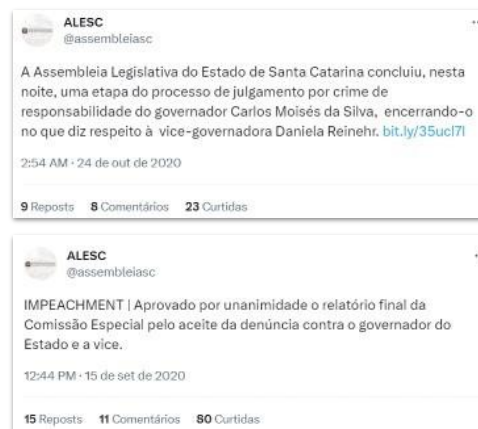 ALESC
@assembleiasc
A Assembleia Legislativa do Estado de Santa Catarina concluiu, nesta
noite, uma etapa do processo de julgamento por crime de
responsabilidade do governador Carlos Moisés da Silva, encerrando-o
no que diz respeito à vice-governadora Daniela Reinehr. bit.ly/35ucl7l
2:54 AM · 24 de out de 2020
9 Reposts 8 Comentários 23 Curtidas
ALESC
@assembleiasc
IMPEACHMENT | Aprovado por unanimidade o relatório final da
Comissão Especial pelo aceite da denúncia contra o governador do
Estado e a vice.
12:44 PM · 15 de set de 2020
15 Reposts 11 Comentários 80 Curtidas